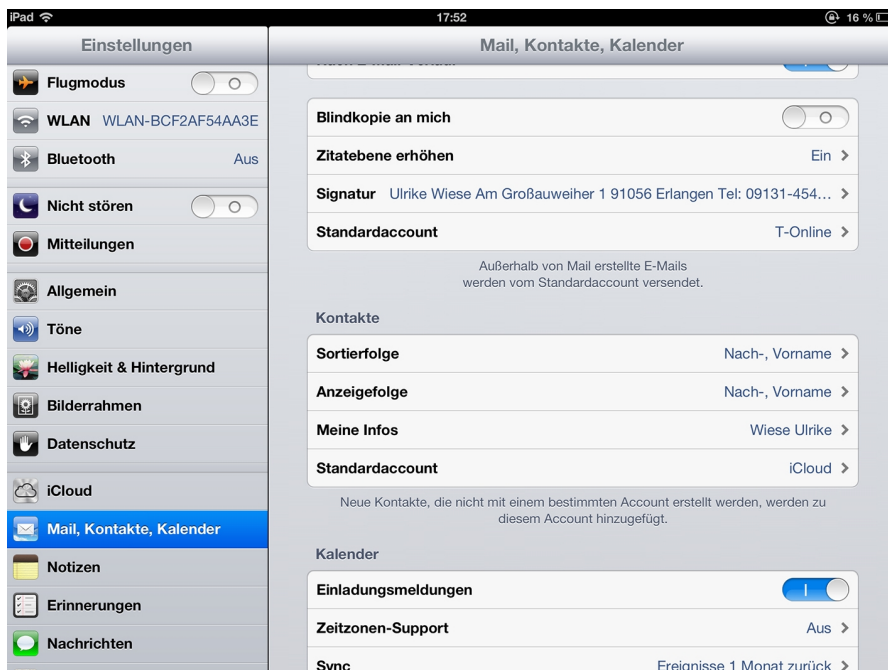 iPad 17:52 16 %
Einstellungen
Mail, Kontakte, Kalender
Flugmodus
WLAN WLAN-BCF2AF54AA3E
Bluetooth Aus
Nicht stören
Mitteilungen
Allgemein
Töne
Helligkeit & Hintergrund
Bilderrahmen
Datenschutz
iCloud
Mail, Kontakte, Kalender
Notizen
Erinnerungen
Nachrichten
Blindkopie an mich
Zitatebene erhöhen Ein
Signatur Ulrike Wiese Am Großauweiher 1 91056 Erlangen Tel: 09131-454...
Standardaccount T-Online
Außerhalb von Mail erstellte E-Mails
werden vom Standardaccount versendet.
Kontakte
Sortierfolge Nach-, Vorname
Anzeigefolge Nach-, Vorname
Meine Infos Wiese Ulrike
Standardaccount iCloud
Neue Kontakte, die nicht mit einem bestimmten Account erstellt werden, werden zu
diesem Account hinzugefügt.
Kalender
Einladungsmeldungen
Zeitzonen-Support Aus
Sync Ereignisse 1 Monat zurück